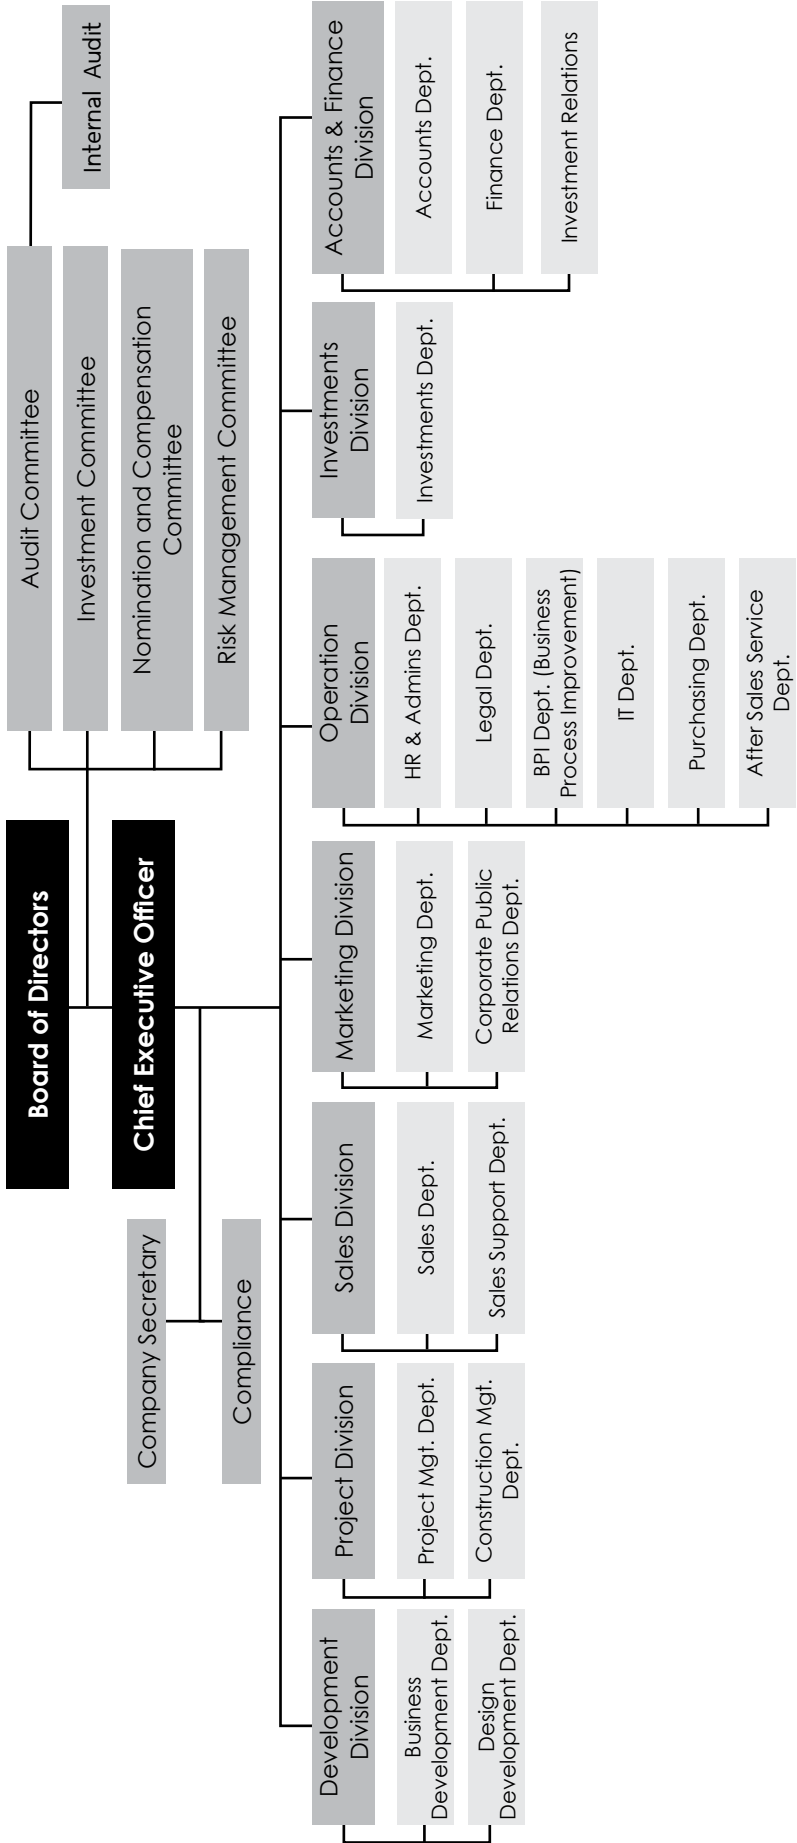 Board of Directors
Audit Committee
Internal Audit
Investment Committee
Nomination and Compensation
Committee
Risk Management Committee
Chief Executive Officer
Company Secretary
Compliance
Development
Division
Business
Development Dept.
Design
Development Dept.
Project Division
Project Mgt. Dept.
Construction Mgt.
Dept.
Sales Division
Sales Dept.
Sales Support Dept.
Marketing Division
Marketing Dept.
Corporate Public
Relations Dept.
Operation
Division
HR & Admins Dept.
Legal Dept.
BPI Dept. (Business
Process Improvement)
IT Dept.
Purchasing Dept.
After Sales Service
Dept.
Investments
Division
Investments Dept.
Accounts & Finance
Division
Accounts Dept.
Finance Dept.
Investment Relations